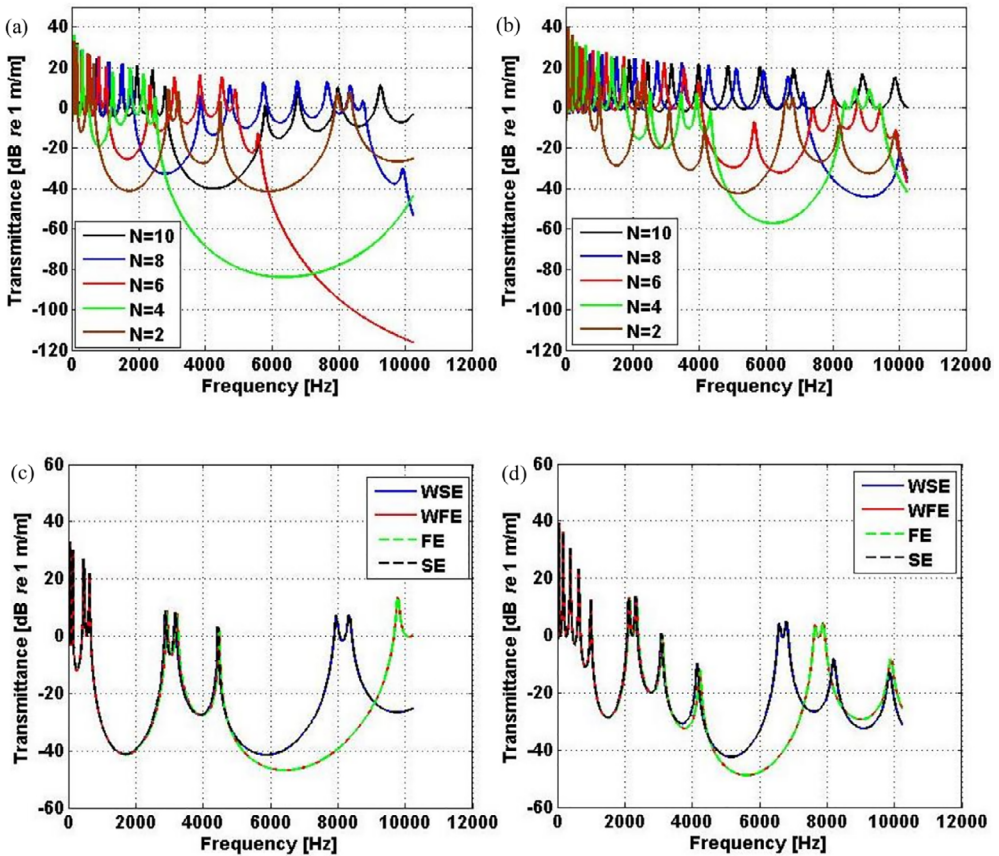 (a)
Transmittance [dB re 1 m/m]
40
20
0
-20
-40
-60
-80
-100
-120
N=10
N=8
N=6
N=4
N=2
0 2000 4000 6000 8000 10000 12000
Frequency [Hz]
(b)
Transmittance [dB re 1 m/m]
40
20
0
-20
-40
-60
-80
-100
-120
N=10
N=8
N=6
N=4
N=2
0 2000 4000 6000 8000 10000 12000
Frequency [Hz]
(c)
Transmittance [dB re 1 m/m]
60
40
20
0
-20
-40
-60
WSE
WFE
FE
SE
0 2000 4000 6000 8000 10000 12000
Frequency [Hz]
(d)
Transmittance [dB re 1 m/m]
60
40
20
0
-20
-40
-60
WSE
WFE
FE
SE
0 2000 4000 6000 8000 10000 12000
Frequency [Hz]